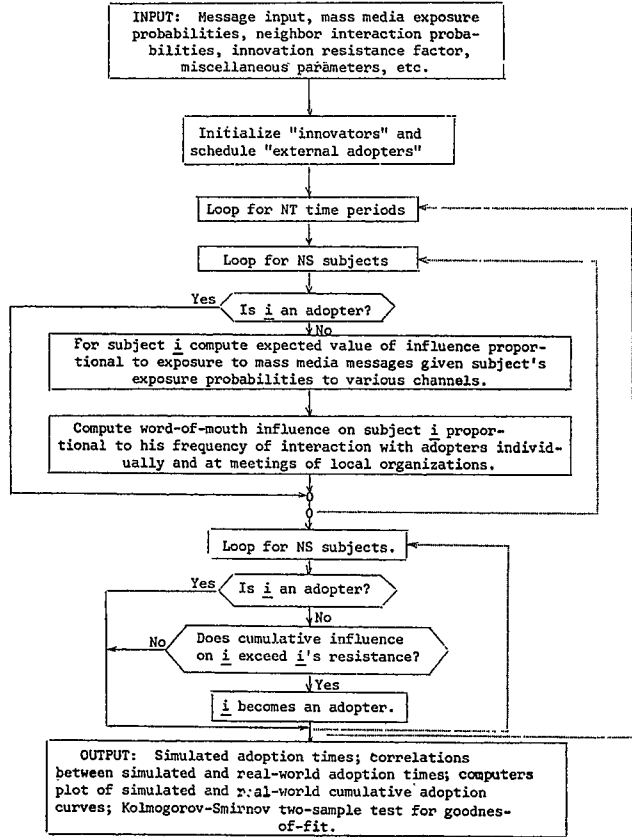 INPUT: Message input, mass media exposure
probabilities, neighbor interaction proba-
bilities, innovation resistance factor,
miscellaneous parameters, etc.
Initialize "innovators" and
schedule "external adopters"
Loop for NT time periods
Loop for NS subjects
Yes
Is i an adopter?
No
For subject i compute expected value of influence propor-
tional to exposure to mass media messages given subject's
exposure probabilities to various channels.
Compute word-of-mouth influence on subject i propor-
tional to his frequency of interaction with adopters individ-
ually and at meetings of local organizations.
Loop for NS subjects.
Yes
Is i an adopter?
No
No
Does cumulative influence
on i exceed i's resistance?
Yes
i becomes an adopter.
OUTPUT: Simulated adoption times; correlations
between simulated and real-world adoption times; computers
plot of simulated and real-world cumulative adoption
curves; Kolmogorov-Smirnov two-sample test for goodnes-
of-fit.